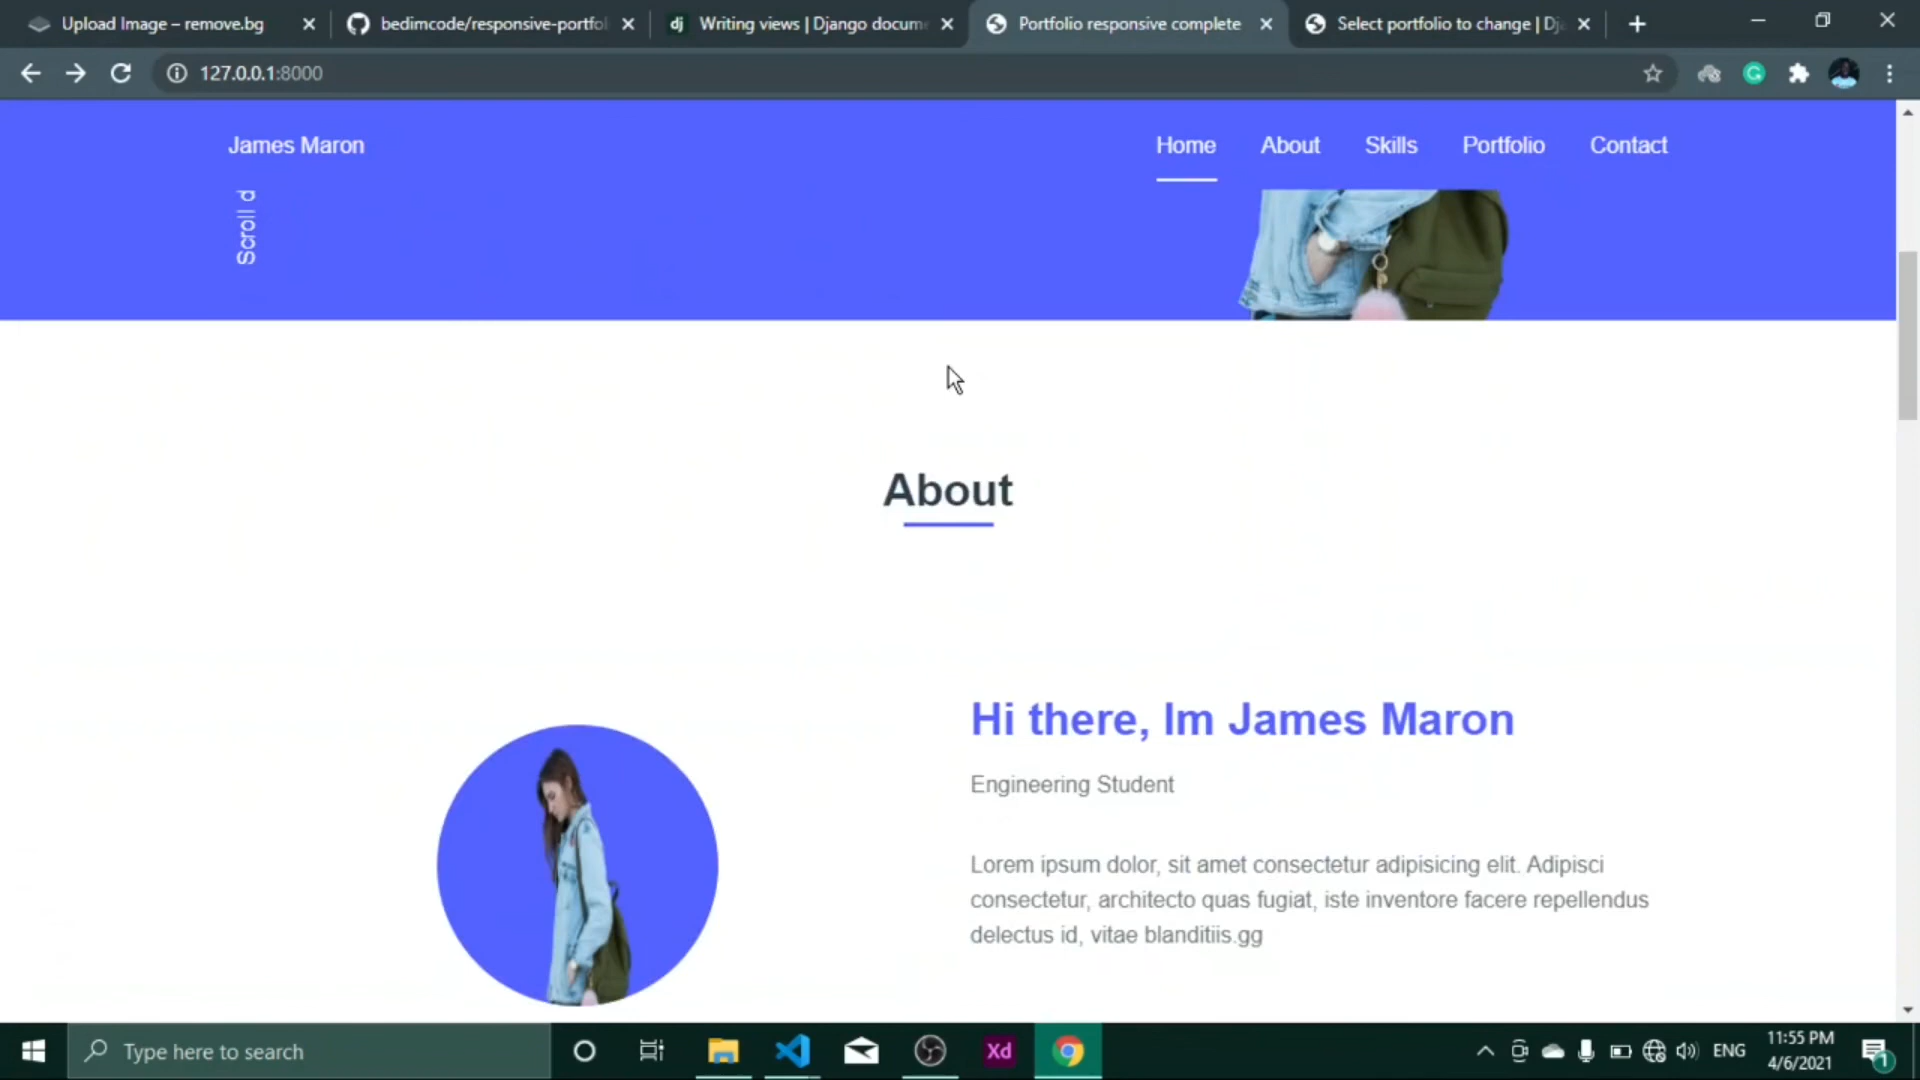 Upload Image – remove.bg
bedimcode/responsive-portfol
Writing views | Django docum
Portfolio responsive complete
Select portfolio to change | Dj
127.0.0.1:8000
James Maron
Home
About
Skills
Portfolio
Contact
Scroll d
About
Hi there, Im James Maron
Engineering Student
Lorem ipsum dolor, sit amet consectetur adipisicing elit. Adipisci
consectetur, architecto quas fugiat, iste inventore facere repellendus
delectus id, vitae blanditiis.gg
Type here to search
Xd
ENG
11:55 PM
4/6/2021
1